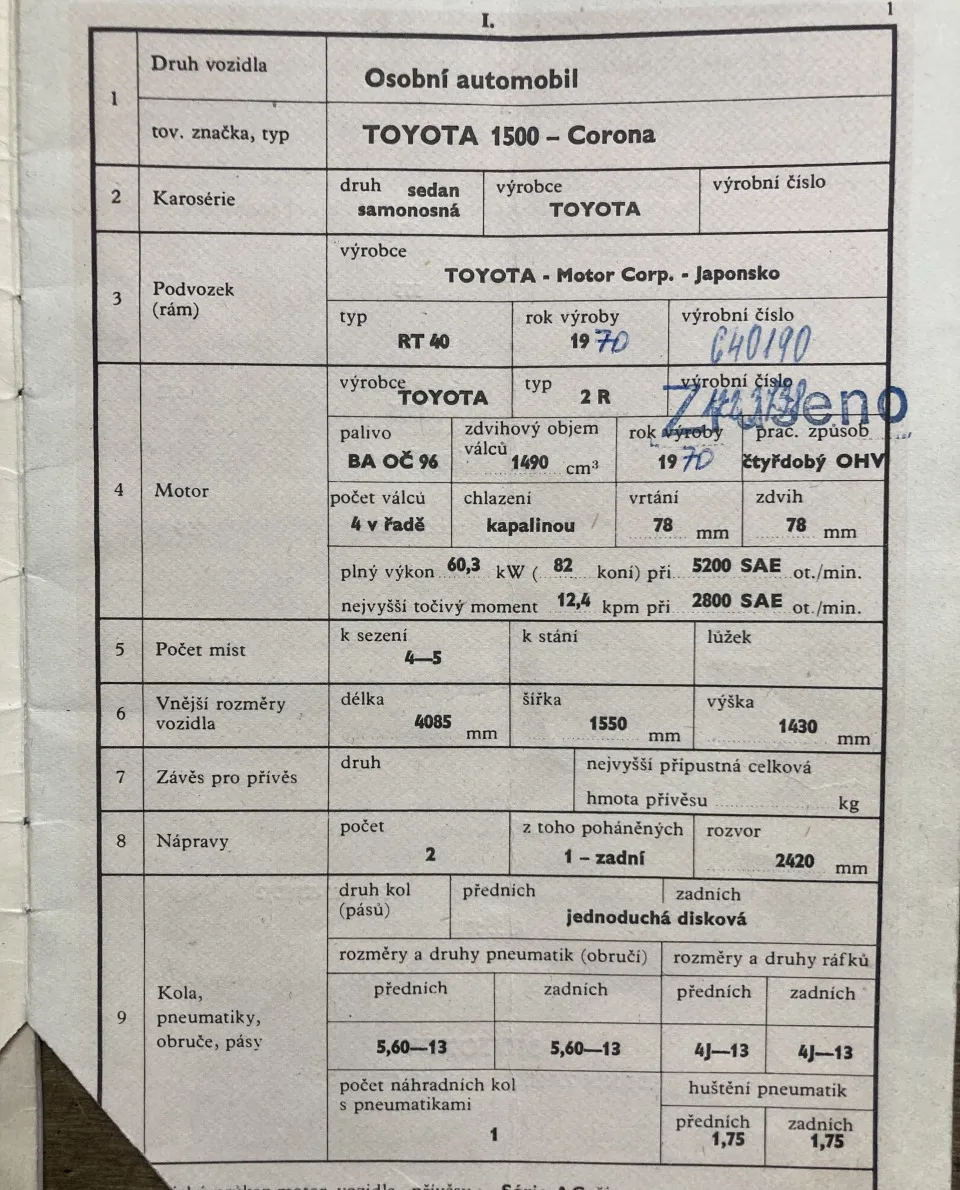 I.
1
1
Druh vozidla
Osobní automobil
tov. značka, typ
TOYOTA 1500 – Corona
2
Karosérie
druh sedan
samonosná
výrobce
TOYOTA
výrobní číslo
3
Podvozek
(rám)
výrobce
TOYOTA - Motor Corp. - Japonsko
typ
RT 40
rok výroby
19 70
výrobní číslo
640190
4
Motor
výrobce
TOYOTA
typ
2 R
výrobní číslo
Zrušeno
palivo
BA OČ 96
zdvihový objem
válců
1490 cm³
rok výroby
19 70
prac. způsob
čtyřdobý OHV
počet válců
4 v řadě
chlazení
kapalinou
vrtání
78 mm
zdvih
78 mm
plný výkon 60,3 kW ( 82 koní) při 5200 SAE ot./min.
nejvyšší točivý moment 12,4 kpm při 2800 SAE ot./min.
5
Počet míst
k sezení
4—5
k stání
lůžek
6
Vnější rozměry
vozidla
délka
4085 mm
šířka
1550 mm
výška
1430 mm
7
Závěs pro přívěs
druh
nejvyšší přípustná celková
hmota přívěsu kg
8
Nápravy
počet
2
z toho poháněných
1 – zadní
rozvor
2420 mm
9
Kola,
pneumatiky,
obruče, pásy
druh kol
(pásů)
předních
zadních
jednoduchá disková
rozměry a druhy pneumatik (obručí)
rozměry a druhy ráfků
předních
zadních
předních
zadních
5,60—13
5,60—13
4J—13
4J—13
počet náhradních kol
s pneumatikami
1
huštění pneumatik
předních
1,75
zadních
1,75